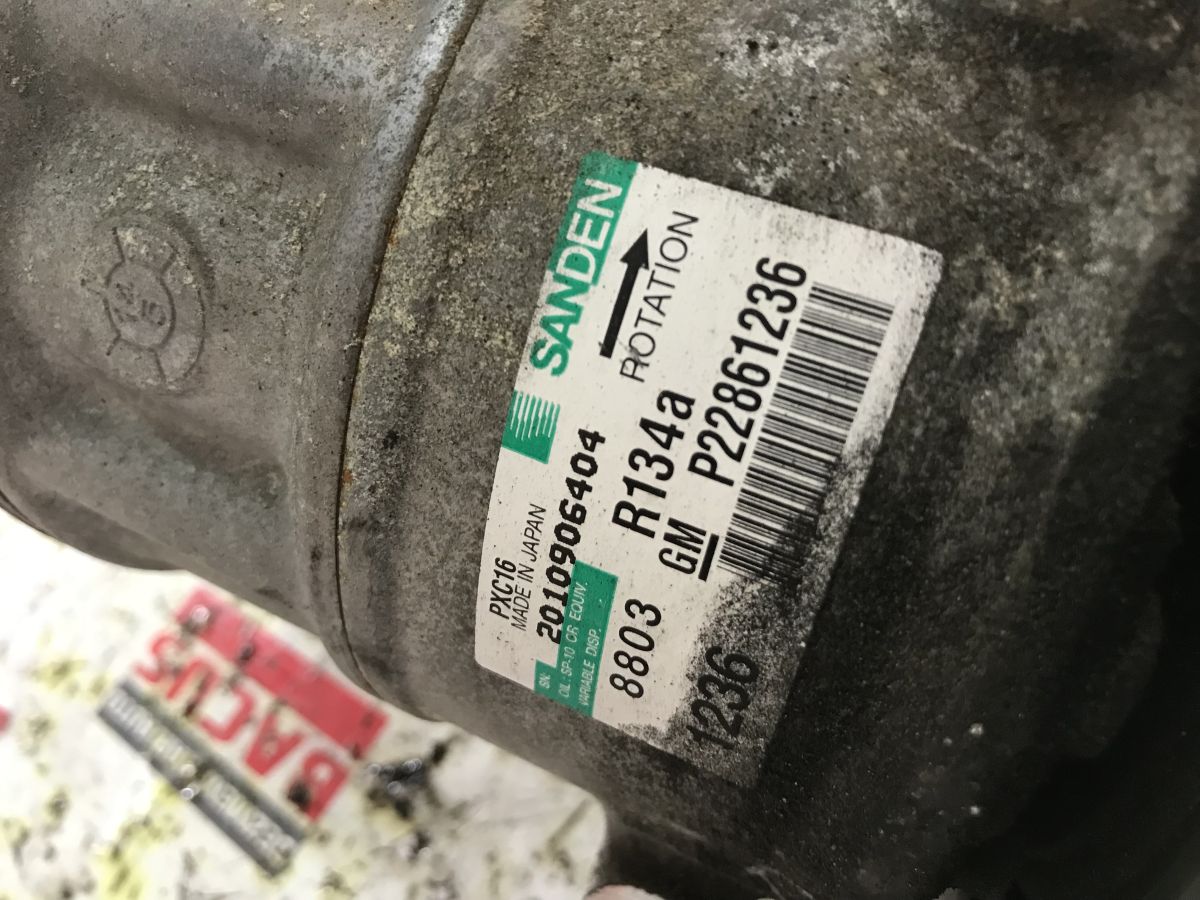 SANDEN
ROTATION
PXC16
MADE IN JAPAN
SN: 2010906404
OIL: SP-10 OR EQUIV.
VARIABLE DISP.
R134a
8803
GM P22861236
1236
BACUS